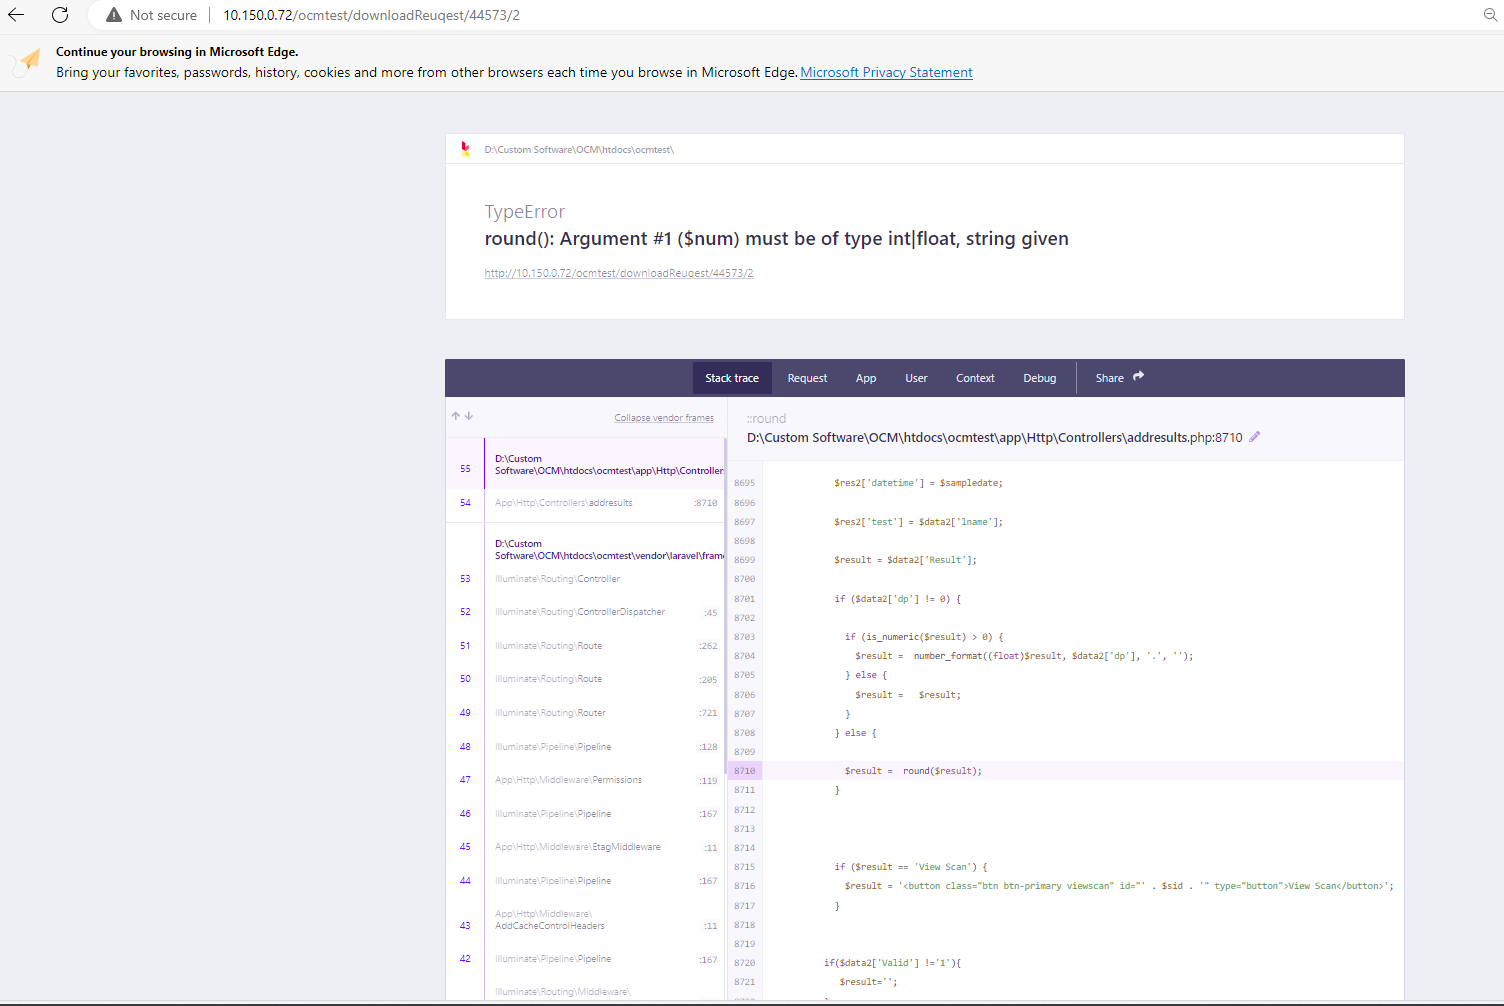 Not secure 10.150.0.72/ocmtest/downloadReuqest/44573/2
Continue your browsing in Microsoft Edge.
Bring your favorites, passwords, history, cookies and more from other browsers each time you browse in Microsoft Edge. Microsoft Privacy Statement
D:\Custom Software\OCM\htdocs\ocmtest\
TypeError
round(): Argument #1 ($num) must be of type int|float, string given
http://10.150.0.72/ocmtest/downloadReuqest/44573/2
Stack trace Request App User Context Debug Share
Collapse vendor frames
55 D:\Custom
Software\OCM\htdocs\ocmtest\app\Http\Controller
54 App\Http\Controllers\addresults :8710
D:\Custom
Software\OCM\htdocs\ocmtest\vendor\laravel\fram
53 Illuminate\Routing\Controller
52 Illuminate\Routing\ControllerDispatcher :45
51 Illuminate\Routing\Route :262
50 Illuminate\Routing\Route :205
49 Illuminate\Routing\Router :721
48 Illuminate\Pipeline\Pipeline :128
47 App\Http\Middleware\Permissions :119
46 Illuminate\Pipeline\Pipeline :167
45 App\Http\Middleware\EtagMiddleware :11
44 Illuminate\Pipeline\Pipeline :167
App\Http\Middleware\
43 AddCacheControlHeaders :11
42 Illuminate\Pipeline\Pipeline :167
Illuminate\Routing\Middleware\
::round
D:\Custom Software\OCM\htdocs\ocmtest\app\Http\Controllers\addresults.php:8710
8695 $res2['datetime'] = $sampledate;
8696
8697 $res2['test'] = $data2['lname'];
8698
8699 $result = $data2['Result'];
8700
8701 if ($data2['dp'] != 0) {
8702
8703 if (is_numeric($result) > 0) {
8704 $result = number_format((float)$result, $data2['dp'], '.', '');
8705 } else {
8706 $result = $result;
8707 }
8708 } else {
8709
8710 $result = round($result);
8711 }
8712
8713
8714
8715 if ($result == 'View Scan') {
8716 $result = '<button class="btn btn-primary viewscan" id="' . $sid . '" type="button">View Scan</button>';
8717 }
8718
8719
8720 if($data2['Valid'] !='1'){
8721 $result='';